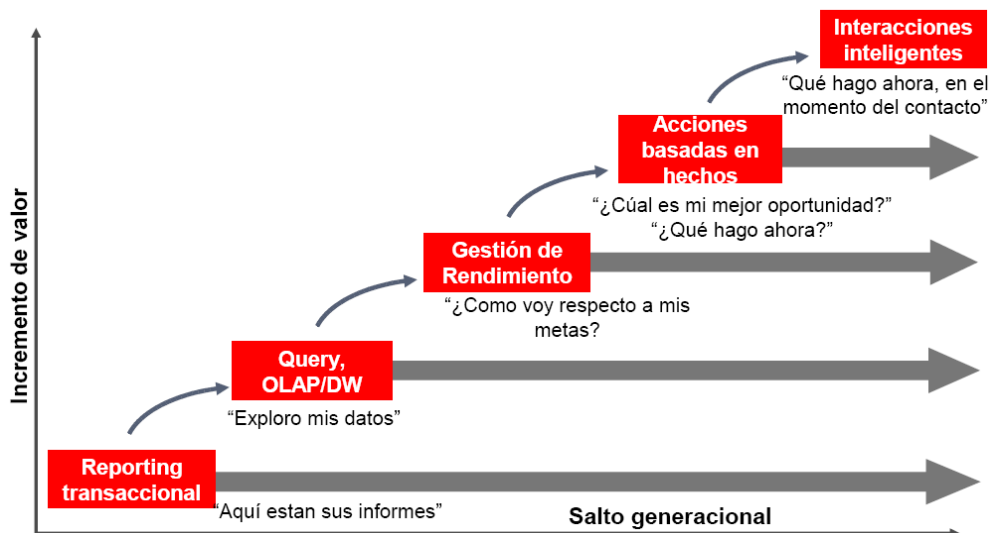 Interacciones
inteligentes
“Qué hago ahora, en el
momento del contacto”
Acciones
basadas en
hechos
“¿Cúal es mi mejor oportunidad?”
“¿Qué hago ahora?”
Gestión de
Rendimiento
“¿Como voy respecto a mis
metas?
Query,
OLAP/DW
“Exploro mis datos”
Reporting
transaccional
“Aquí estan sus informes”
Incremento de valor
Salto generacional